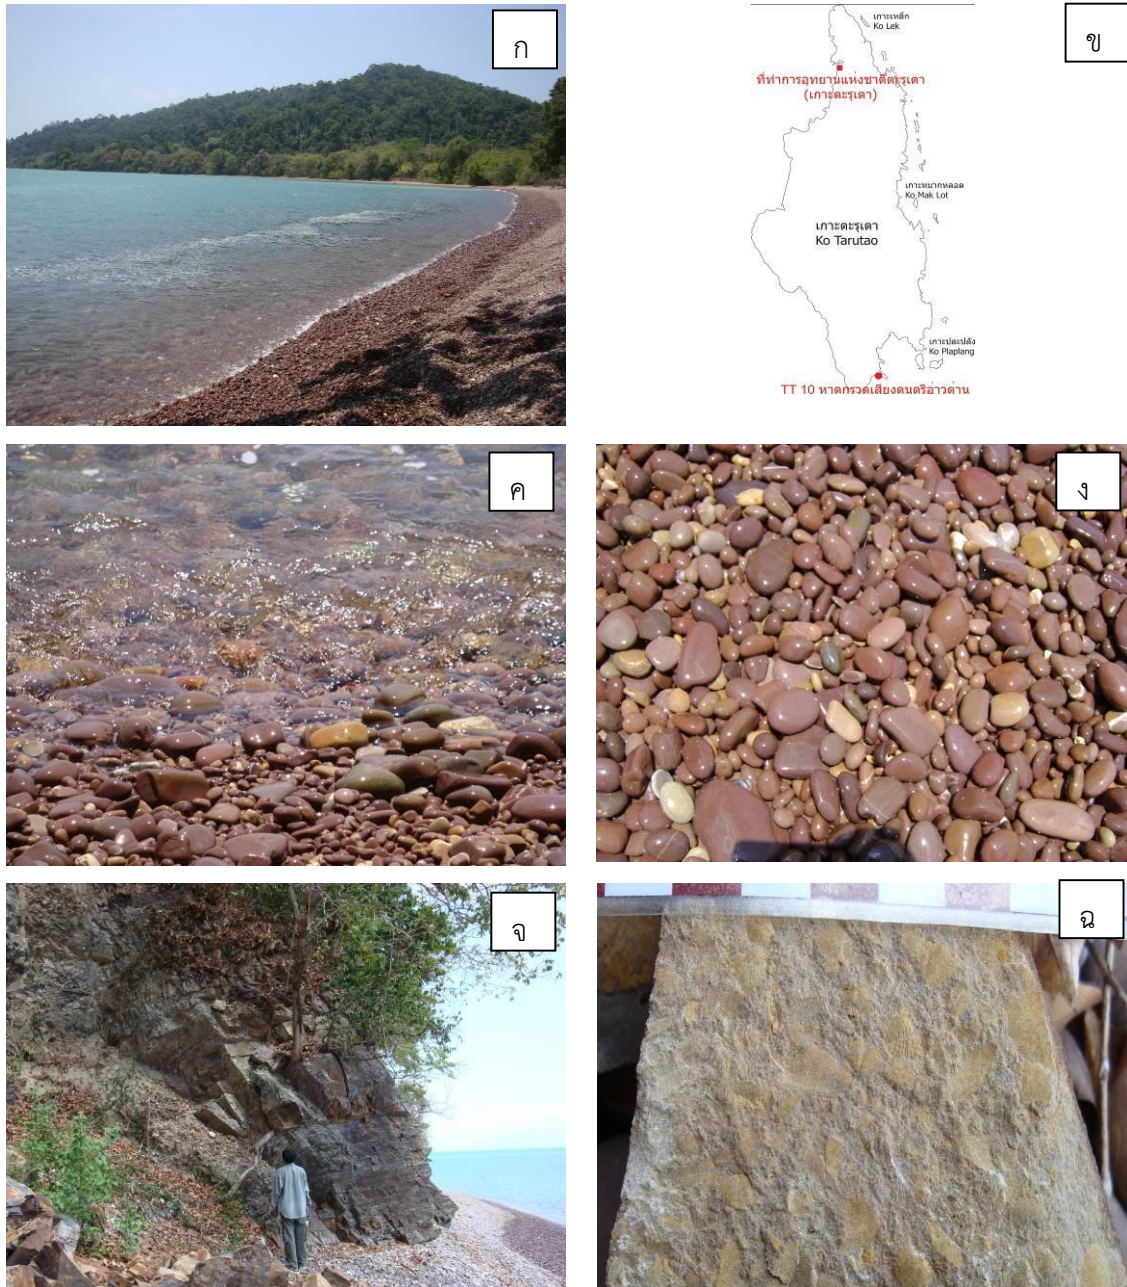 ก
ข
เกาะเหล็ก
Ko Lek
ที่ทำการอุทยานแห่งชาติตะรุเตา
(เกาะตะรุเตา)
เกาะหมากหลอด
Ko Mak Lot
เกาะตะรุเตา
Ko Tarutao
เกาะปละปลัง
Ko Plaplang
TT 10 หาดกรวดเสียงดนตรีอ่าวด่าน
ค
ง
จ
ฉ